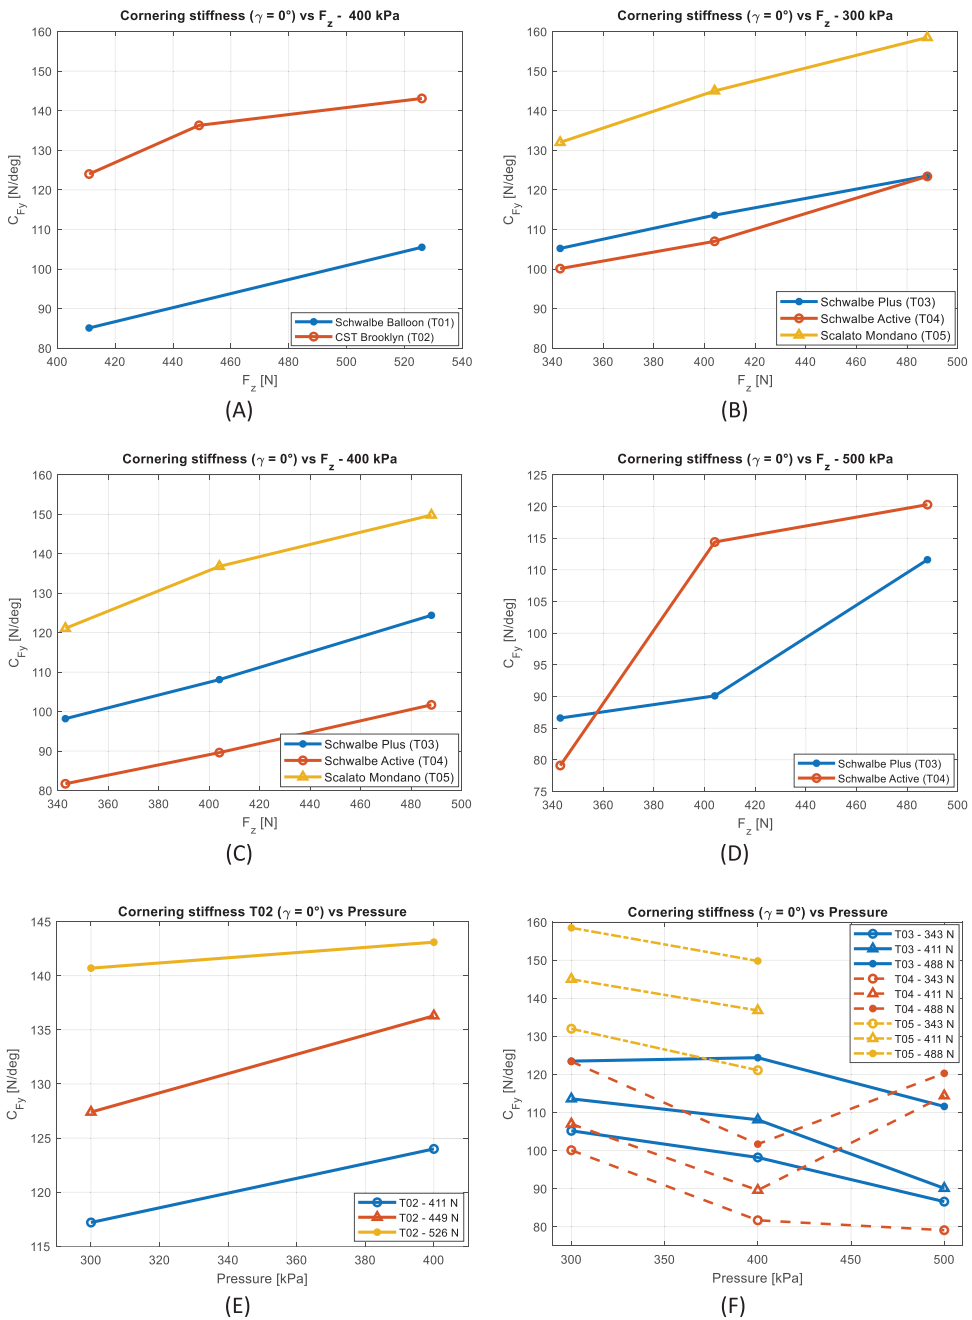 Cornering stiffness (γ = 0°) vs Fz - 400 kPa
160
150
140
130
120
110
100
90
80
CFy [N/deg]
400 420 440 460 480 500 520 540
Fz [N]
Schwalbe Balloon (T01)
CST Brooklyn (T02)
(A)
Cornering stiffness (γ = 0°) vs Fz - 300 kPa
160
150
140
130
120
110
100
90
80
CFy [N/deg]
340 360 380 400 420 440 460 480 500
Fz [N]
Schwalbe Plus (T03)
Schwalbe Active (T04)
Scalato Mondano (T05)
(B)
Cornering stiffness (γ = 0°) vs Fz - 400 kPa
160
150
140
130
120
110
100
90
80
CFy [N/deg]
340 360 380 400 420 440 460 480 500
Fz [N]
Schwalbe Plus (T03)
Schwalbe Active (T04)
Scalato Mondano (T05)
(C)
Cornering stiffness (γ = 0°) vs Fz - 500 kPa
125
120
115
110
105
100
95
90
85
80
75
CFy [N/deg]
340 360 380 400 420 440 460 480 500
Fz [N]
Schwalbe Plus (T03)
Schwalbe Active (T04)
(D)
Cornering stiffness T02 (γ = 0°) vs Pressure
145
140
135
130
125
120
115
CFy [N/deg]
300 320 340 360 380 400
Pressure [kPa]
T02 - 411 N
T02 - 449 N
T02 - 526 N
(E)
Cornering stiffness (γ = 0°) vs Pressure
160
150
140
130
120
110
100
90
80
CFy [N/deg]
300 350 400 450 500
Pressure [kPa]
T03 - 343 N
T03 - 411 N
T03 - 488 N
T04 - 343 N
T04 - 411 N
T04 - 488 N
T05 - 343 N
T05 - 411 N
T05 - 488 N
(F)